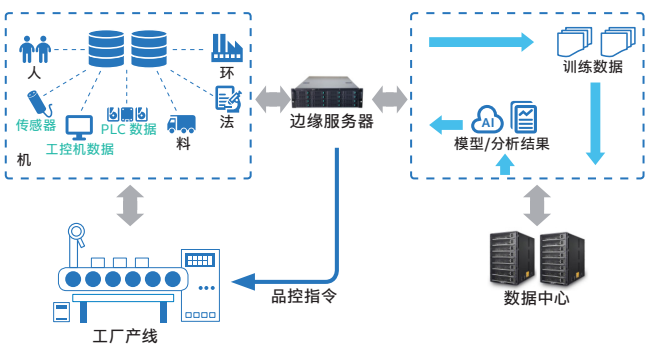 人
环
传感器
PLC 数据
工控机数据
机
料
法
边缘服务器
训练数据
AI
模型/分析结果
品控指令
数据中心
工厂产线